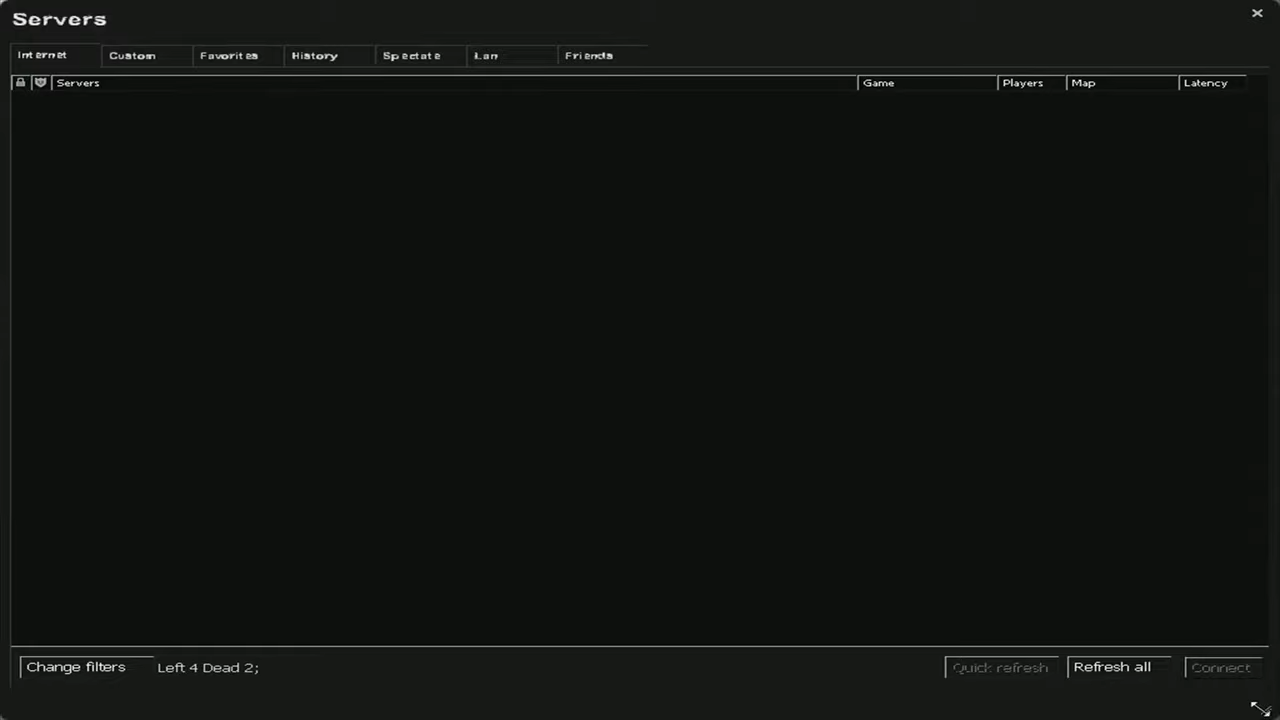 Servers
Internet Custom Favorites History Spectate Lan Friends
Servers Game Players Map Latency
Change filters Left 4 Dead 2; Quick refresh Refresh all Connect